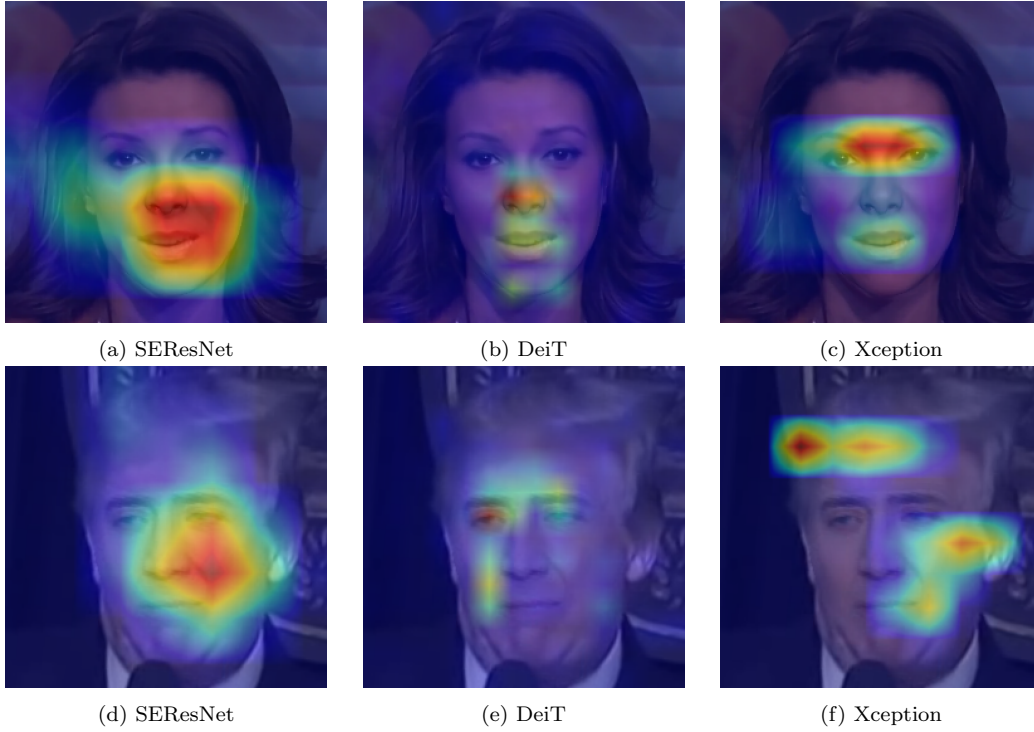 (a) SEResNet
(b) DeiT
(c) Xception
(d) SEResNet
(e) DeiT
(f) Xception